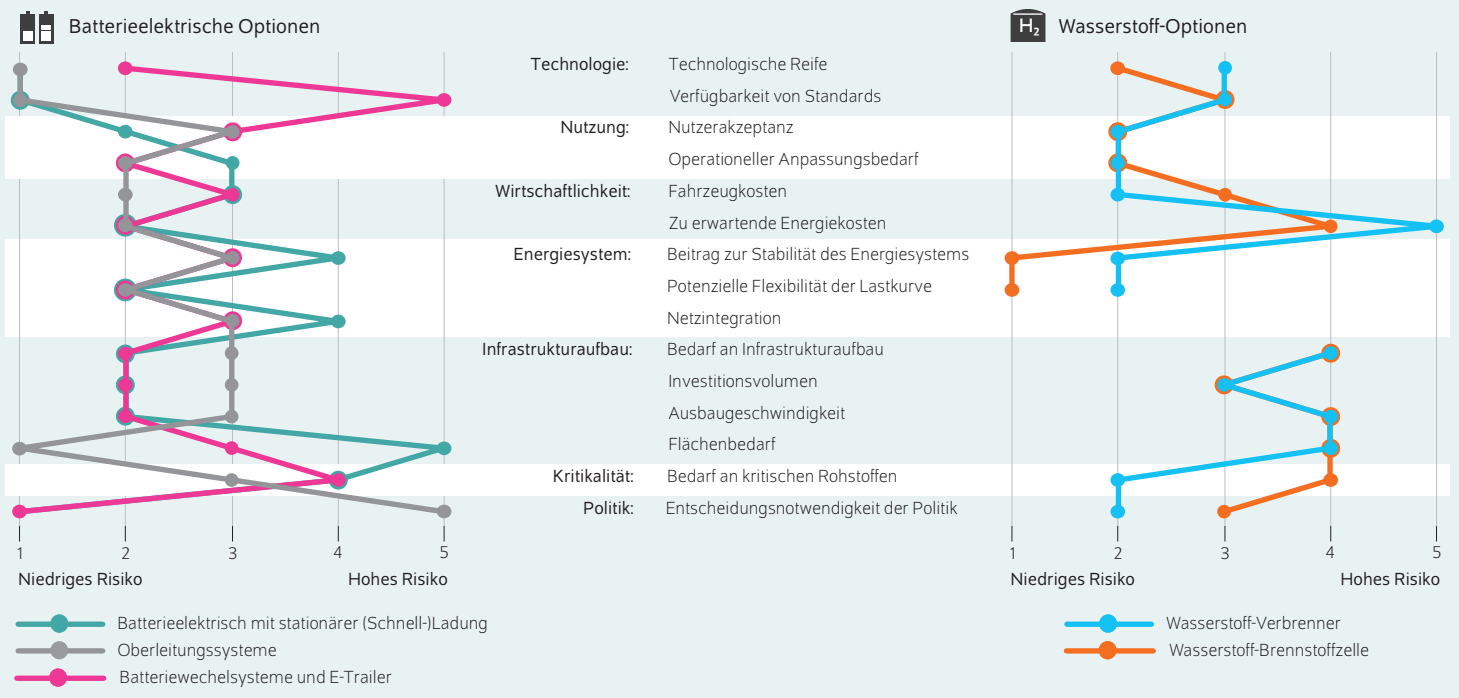 Batterieelektrische Optionen
H₂ Wasserstoff-Optionen
Technologie: Technologische Reife
Verfügbarkeit von Standards
Nutzung: Nutzerakzeptanz
Operationeller Anpassungsbedarf
Wirtschaftlichkeit: Fahrzeugkosten
Zu erwartende Energiekosten
Energiesystem: Beitrag zur Stabilität des Energiesystems
Potenzielle Flexibilität der Lastkurve
Netzintegration
Infrastrukturaufbau: Bedarf an Infrastrukturaufbau
Investitionsvolumen
Ausbaugeschwindigkeit
Flächenbedarf
Kritikalität: Bedarf an kritischen Rohstoffen
Politik: Entscheidungsnotwendigkeit der Politik
1 2 3 4 5
Niedriges Risiko Hohes Risiko
1 2 3 4 5
Niedriges Risiko Hohes Risiko
Batterieelektrisch mit stationärer (Schnell-)Ladung
Oberleitungssysteme
Batteriewechelsysteme und E-Trailer
Wasserstoff-Verbrenner
Wasserstoff-Brennstoffzelle